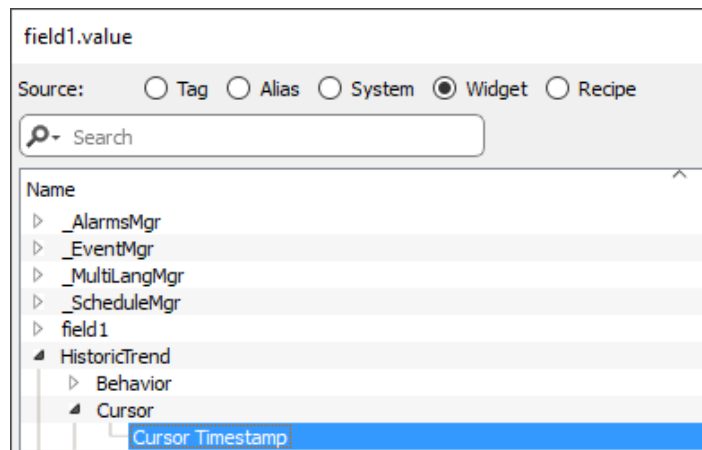 field1.value
Source: Tag Alias System Widget Recipe
Search
Name
_AlarmsMgr
_EventMgr
_MultiLangMgr
_ScheduleMgr
field1
HistoricTrend
Behavior
Cursor
Cursor Timestamp